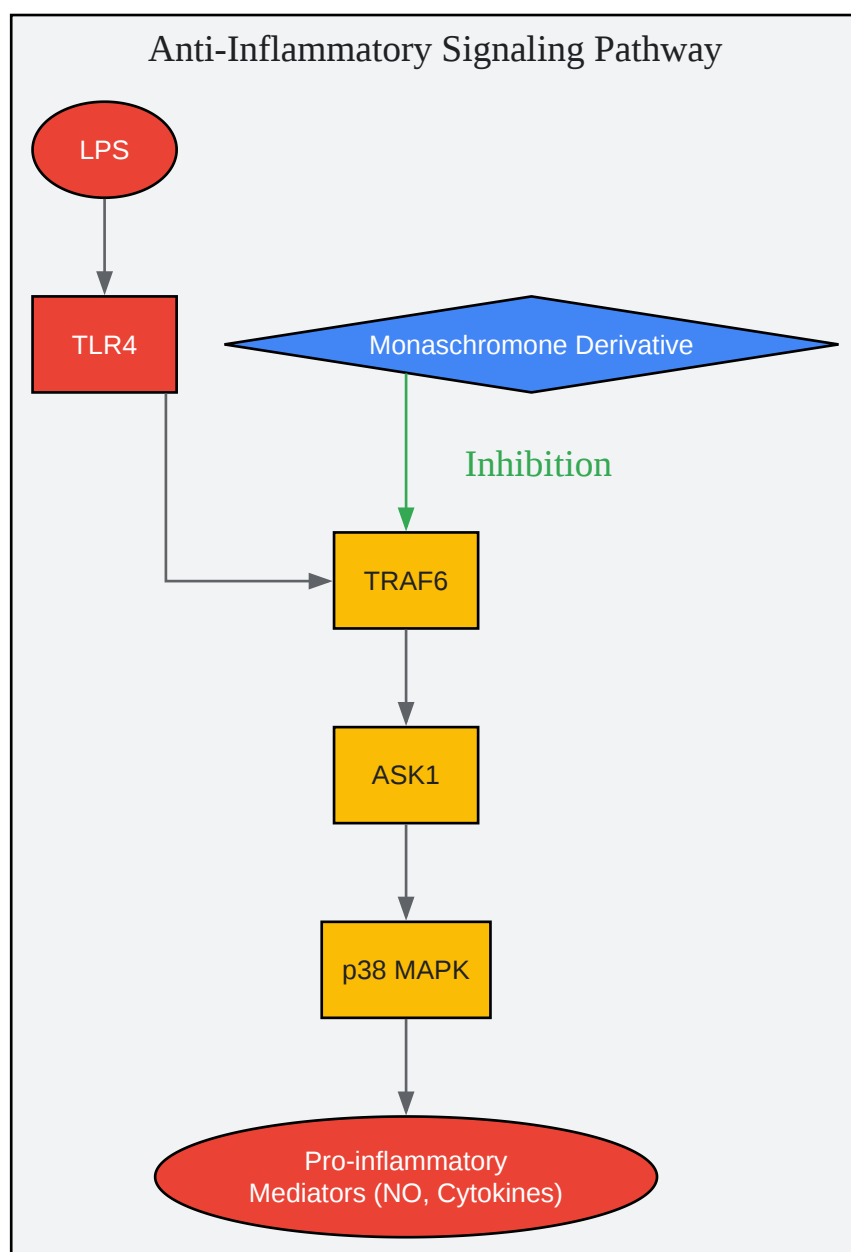 Anti-Inflammatory Signaling Pathway
LPS
TLR4
Monaschromone Derivative
Inhibition
TRAF6
ASK1
p38 MAPK
Pro-inflammatory
Mediators (NO, Cytokines)